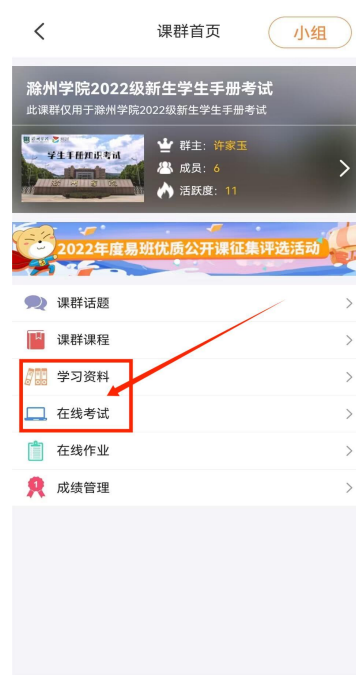 课群首页
小组
滁州学院2022级新生学生手册考试
此课群仅用于滁州学院2022级新生学生手册考试
学生手册知识考试
群主：许家玉
成员：6
活跃度：11
2022年度易班优质公开课征集评选活动
课群话题
课群课程
学习资料
在线考试
在线作业
1
成绩管理